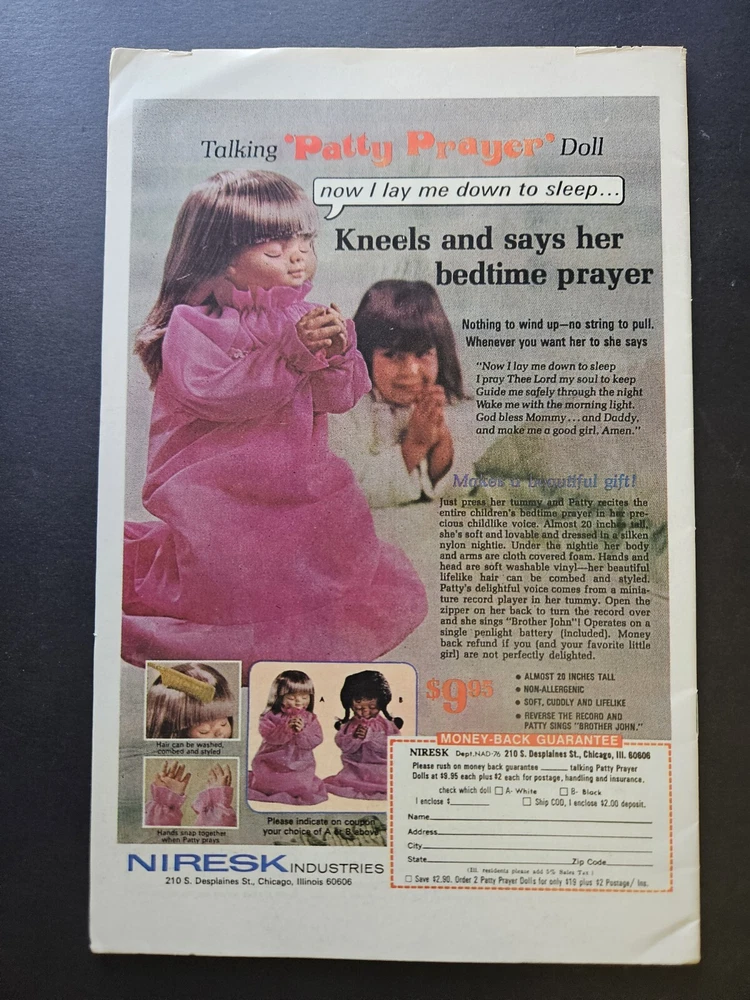 Talking 'Patty Prayer' Doll
now I lay me down to sleep...
Kneels and says her
bedtime prayer
Nothing to wind up—no string to pull.
Whenever you want her to she says
"Now I lay me down to sleep
I pray Thee Lord my soul to keep
Guide me safely through the night
Wake me with the morning light.
God bless Mommy...and Daddy,
and make me a good girl. Amen."
Makes a beautiful gift!
Just press her tummy and Patty recites the
entire children's bedtime prayer in her pre-
cious childlike voice. Almost 20 inches tall,
she's soft and lovable and dressed in a silken
nylon nightie. Under the nightie her body
and arms are cloth covered foam. Hands and
head are soft washable vinyl—her beautiful
lifelike hair can be combed and styled.
Patty's delightful voice comes from a minia-
ture record player in her tummy. Open the
zipper on her back to turn the record over
and she sings "Brother John"! Operates on a
single penlight battery (included). Money
back refund if you (and your favorite little
girl) are not perfectly delighted.
$9.95
• ALMOST 20 INCHES TALL
• NON-ALLERGENIC
• SOFT, CUDDLY AND LIFELIKE
• REVERSE THE RECORD AND
PATTY SINGS "BROTHER JOHN."
Hair can be washed,
combed and styled
Hands snap together
when Patty prays
A
B
Please indicate on coupon
your choice of A or B above
NIRESK INDUSTRIES
210 S. Desplaines St., Chicago, Illinois 60606
MONEY-BACK GUARANTEE
NIRESK Dept.NAD-76 210 S. Desplaines St., Chicago, Ill. 60606
Please rush on money back guarantee ______ talking Patty Prayer
Dolls at $9.95 each plus $2 each for postage, handling and insurance.
check which doll ☐ A- White ☐ B- Black
I enclose $______ ☐ Ship COD, I enclose $2.00 deposit.
Name
Address
City
State Zip Code
(Ill. residents please add 5% Sales Tax)
☐ Save $2.90. Order 2 Patty Prayer Dolls for only $19 plus $2 Postage/ Ins.